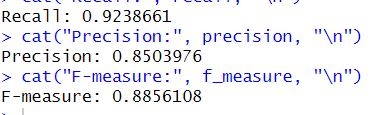 Recall: 0.9238661
> cat("Precision:", precision, "\n")
Precision: 0.8503976
> cat("F-measure:", f_measure, "\n")
F-measure: 0.8856108